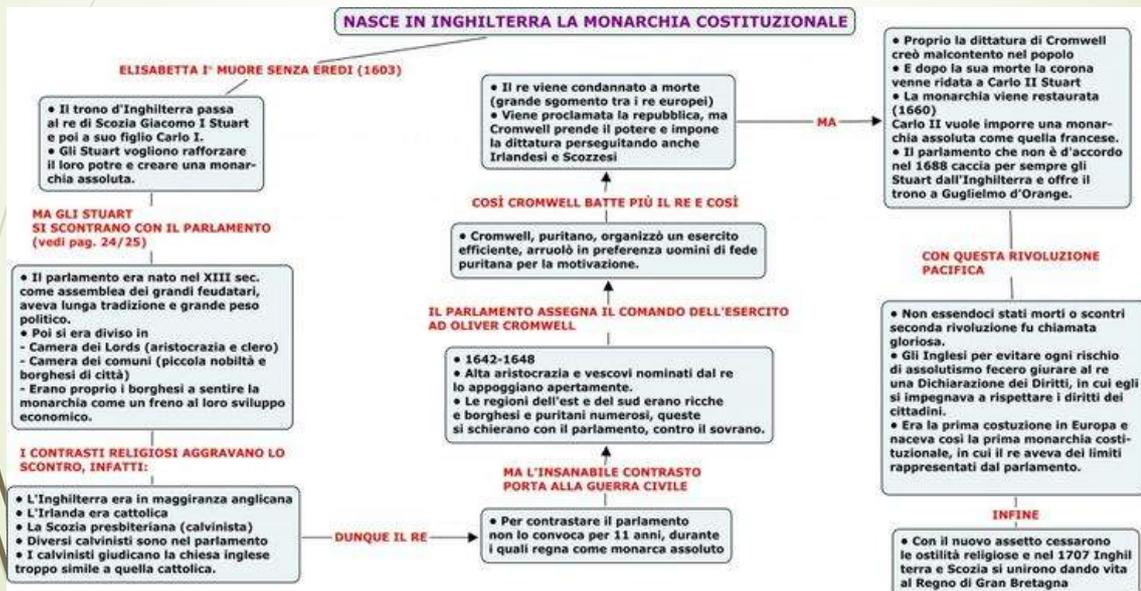 NASCE IN INGHILTERRA LA MONARCHIA COSTITUZIONALE
ELISABETTA I° MUORE SENZA EREDI (1603)
• Il trono d'Inghilterra passa
al re di Scozia Giacomo I Stuart
e poi a suo figlio Carlo I.
• Gli Stuart vogliono rafforzare
il loro potre e creare una monar-
chia assoluta.
MA GLI STUART
SI SCONTRANO CON IL PARLAMENTO
(vedi pag. 24/25)
• Il parlamento era nato nel XIII sec.
come assemblea dei grandi feudatari,
aveva lunga tradizione e grande peso
politico.
• Poi si era diviso in
- Camera dei Lords (aristocrazia e clero)
- Camera dei comuni (piccola nobiltà e
borghesi di città)
- Erano proprio i borghesi a sentire la
monarchia come un freno al loro sviluppo
economico.
I CONTRASTI RELIGIOSI AGGRAVANO LO
SCONTRO, INFATTI:
• L'Inghilterra era in maggiranza anglicana
• L'Irlanda era cattolica
• La Scozia presbiteriana (calvinista)
• Diversi calvinisti sono nel parlamento
• I calvinisti giudicano la chiesa inglese
troppo simile a quella cattolica.
DUNQUE IL RE
• Per contrastare il parlamento
non lo convoca per 11 anni, durante
i quali regna come monarca assoluto
MA L'INSANABILE CONTRASTO
PORTA ALLA GUERRA CIVILE
• 1642-1648
• Alta aristocrazia e vescovi nominati dal re
lo appoggiano apertamente.
• Le regioni dell'est e del sud erano ricche
e borghesi e puritani numerosi, queste
si schierano con il parlamento, contro il sovrano.
IL PARLAMENTO ASSEGNA IL COMANDO DELL'ESERCITO
AD OLIVER CROMWELL
• Cromwell, puritano, organizzò un esercito
efficiente, arruolò in preferenza uomini di fede
puritana per la motivazione.
COSÌ CROMWELL BATTE PIÙ IL RE E COSÌ
• Il re viene condannato a morte
(grande sgomento tra i re europei)
• Viene proclamata la repubblica, ma
Cromwell prende il potere e impone
la dittatura perseguitando anche
Irlandesi e Scozzesi
MA
• Proprio la dittatura di Cromwell
creò malcontento nel popolo
• E dopo la sua morte la corona
venne ridata a Carlo II Stuart
• La monarchia viene restaurata
(1660)
Carlo II vuole imporre una monar-
chia assoluta come quella francese.
• Il parlamento che non è d'accordo
nel 1688 caccia per sempre gli
Stuart dall'Inghilterra e offre il
trono a Guglielmo d'Orange.
CON QUESTA RIVOLUZIONE
PACIFICA
• Non essendoci stati morti o scontri
seconda rivoluzione fu chiamata
gloriosa.
• Gli Inglesi per evitare ogni rischio
di assolutismo fecero giurare al re
una Dichiarazione dei Diritti, in cui egli
si impegnava a rispettare i diritti dei
cittadini.
• Era la prima costuzione in Europa e
naceva così la prima monarchia costi-
tuzionale, in cui il re aveva dei limiti
rappresentati dal parlamento.
INFINE
• Con il nuovo assetto cessarono
le ostilità religiose e nel 1707 Inghil
terra e Scozia si unirono dando vita
al Regno di Gran Bretagna